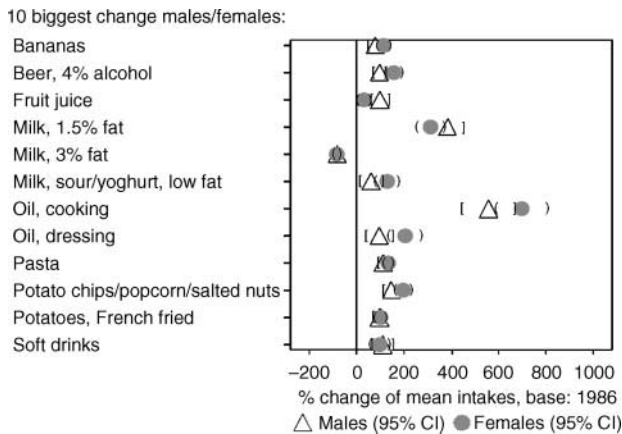 10 biggest change males/females:
Bananas
Beer, 4% alcohol
Fruit juice
Milk, 1.5% fat
Milk, 3% fat
Milk, sour/yoghurt, low fat
Oil, cooking
Oil, dressing
Pasta
Potato chips/popcorn/salted nuts
Potatoes, French fried
Soft drinks
−200 0 200 400 600 800 1000
% change of mean intakes, base: 1986
△ Males (95% CI) ● Females (95% CI)